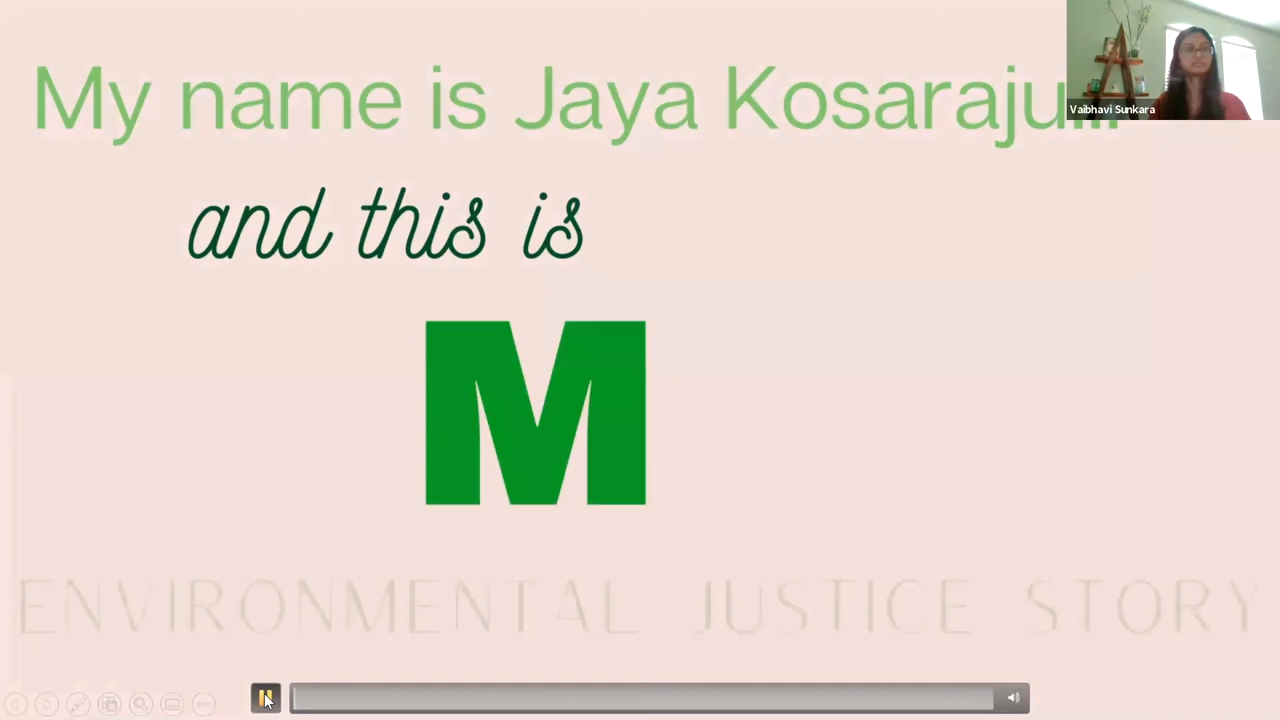 My name is Jaya Kosaraju...
Vaibhavi Sunkara
and this is
M
ENVIRONMENTAL JUSTICE STORY